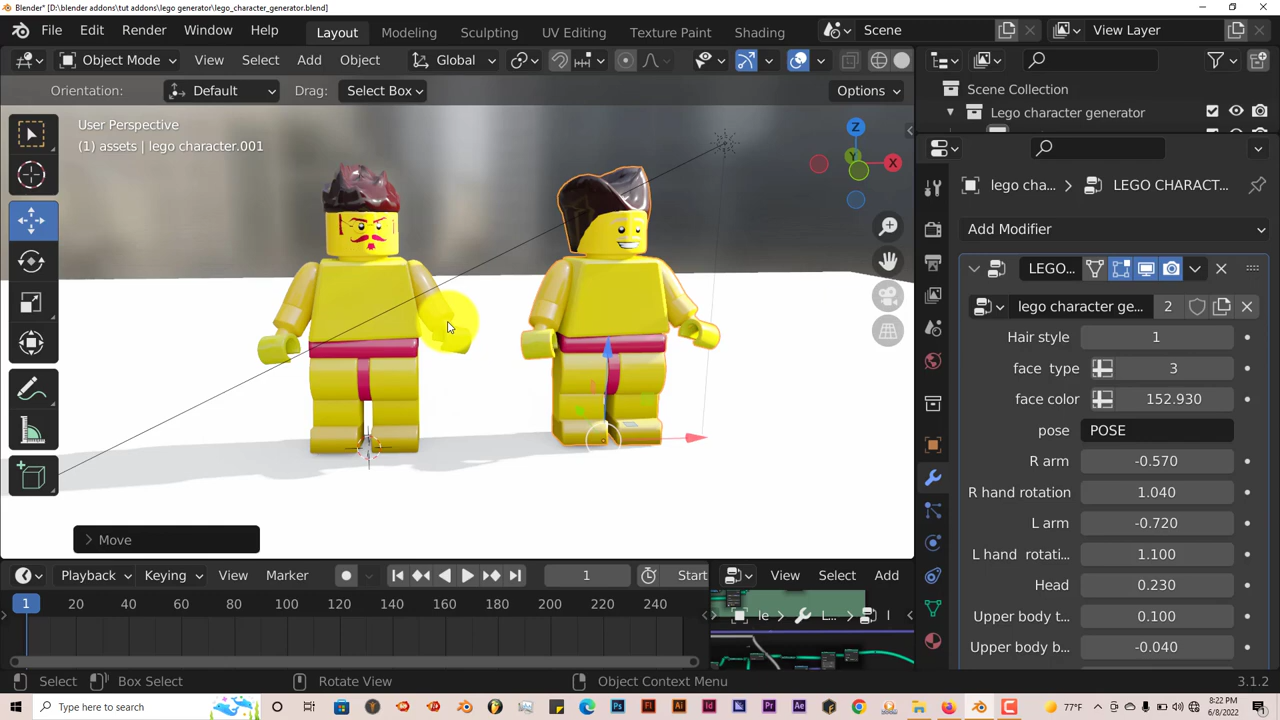 Blender* [D:\blender addons\tut addons\lego generator\lego_character_generator.blend]
File Edit Render Window Help Layout Modeling Sculpting UV Editing Texture Paint Shading Scene View Layer
Object Mode View Select Add Object Global
Orientation: Default Drag: Select Box Options
Scene Collection
Lego character generator
User Perspective
(1) assets | lego character.001
Z
Y
X
lego cha... LEGO CHARACT...
Add Modifier
LEGO...
lego character ge... 2
Hair style 1
face type 3
face color 152.930
pose POSE
R arm -0.570
R hand rotation 1.040
L arm -0.720
L hand rotati... 1.100
Head 0.230
Upper body t... 0.100
Upper body b... -0.040
Move
Playback Keying View Marker 1 Start View Select Add
1 20 40 60 80 100 120 140 160 180 200 220 240
le L...
Select Box Select Rotate View Object Context Menu 3.1.2
Type here to search
Ps Fl Ai Id Pr Ae
77°F
8:22 PM
6/8/2022